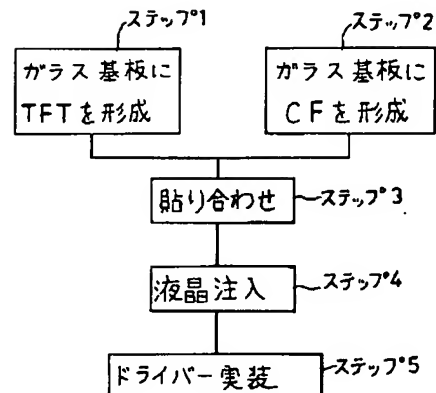 ステップ1
ガラス基板に
TFTを形成
ステップ2
ガラス基板に
CFを形成
貼り合わせ
ステップ3
液晶注入
ステップ4
ドライバー実装
ステップ5